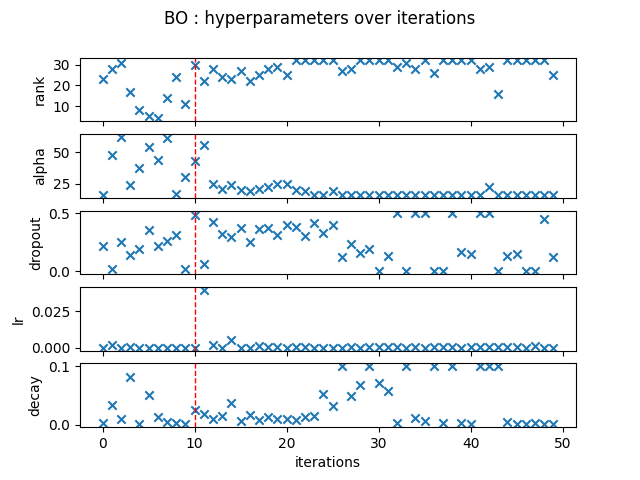 BO : hyperparameters over iterations
30
20
10
rank
50
25
alpha
0.5
0.0
dropout
0.025
0.000
lr
0.1
0.0
decay
0 10 20 30 40 50
iterations